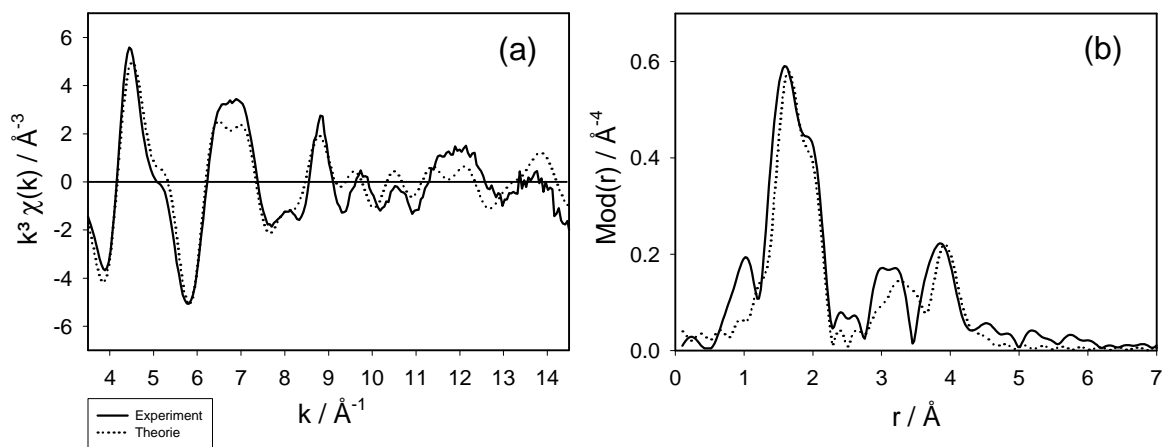 (a)
k³ χ(k) / Å⁻³
6
4
2
0
-2
-4
-6
4 5 6 7 8 9 10 11 12 13 14
k / Å⁻¹
Experiment
Theorie
(b)
Mod(r) / Å⁻⁴
0.6
0.4
0.2
0.0
0 1 2 3 4 5 6 7
r / Å